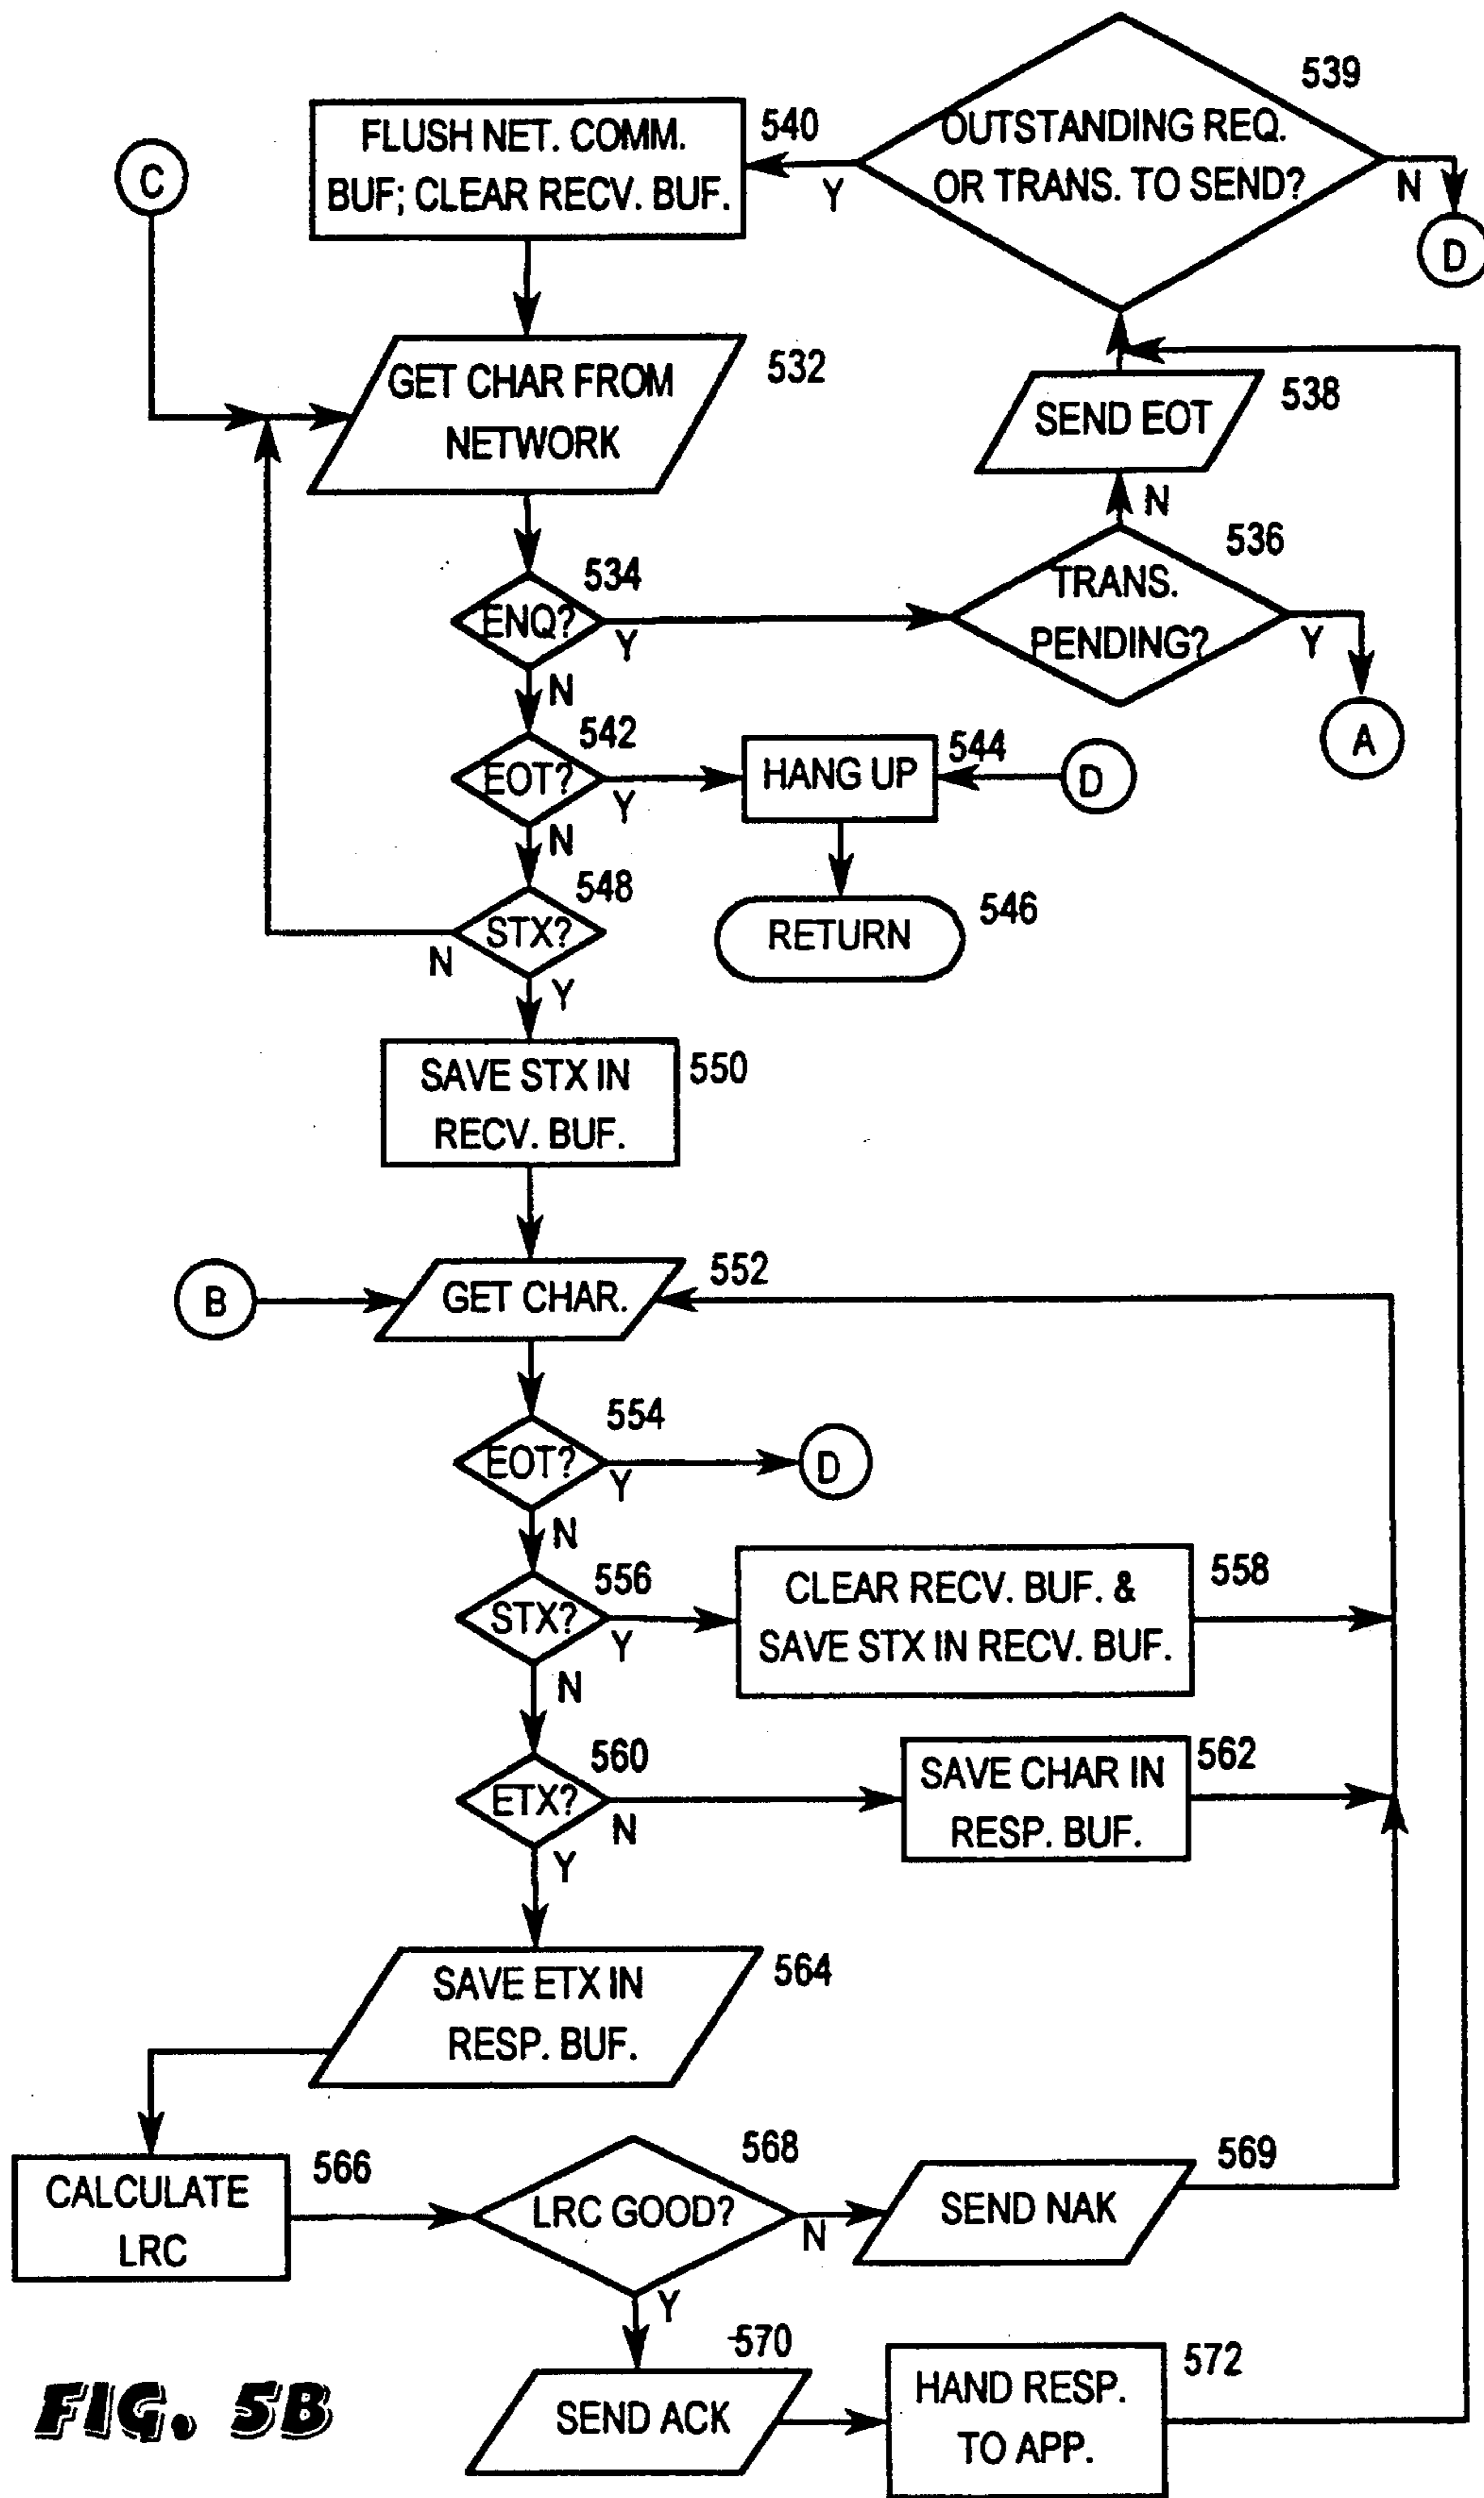 539
OUTSTANDING REQ.
OR TRANS. TO SEND?
Y
N
D
540
FLUSH NET. COMM.
BUF; CLEAR RECV. BUF.
C
532
GET CHAR FROM
NETWORK
538
SEND EOT
N
536
TRANS.
PENDING?
Y
A
534
ENQ?
Y
N
542
EOT?
Y
N
544
HANG UP
D
548
STX?
N
Y
546
RETURN
550
SAVE STX IN
RECV. BUF.
B
552
GET CHAR.
554
EOT?
Y
D
N
556
STX?
Y
N
558
CLEAR RECV. BUF. &
SAVE STX IN RECV. BUF.
560
ETX?
N
Y
562
SAVE CHAR IN
RESP. BUF.
564
SAVE ETX IN
RESP. BUF.
566
CALCULATE
LRC
568
LRC GOOD?
N
Y
569
SEND NAK
570
SEND ACK
572
HAND RESP.
TO APP.
FIG. 5B